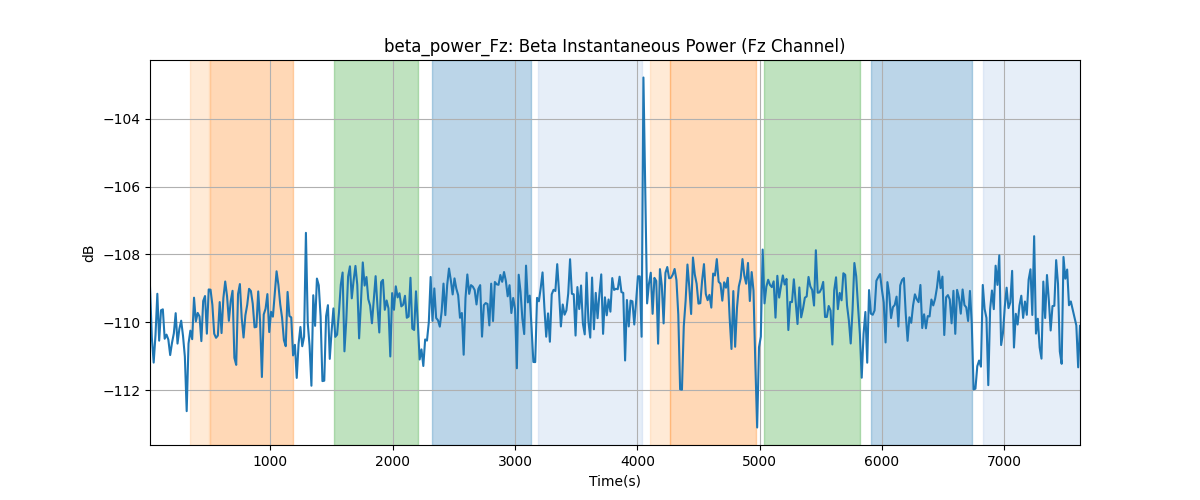 beta_power_Fz: Beta Instantaneous Power (Fz Channel)
dB
−104
−106
−108
−110
−112
1000 2000 3000 4000 5000 6000 7000
Time(s)